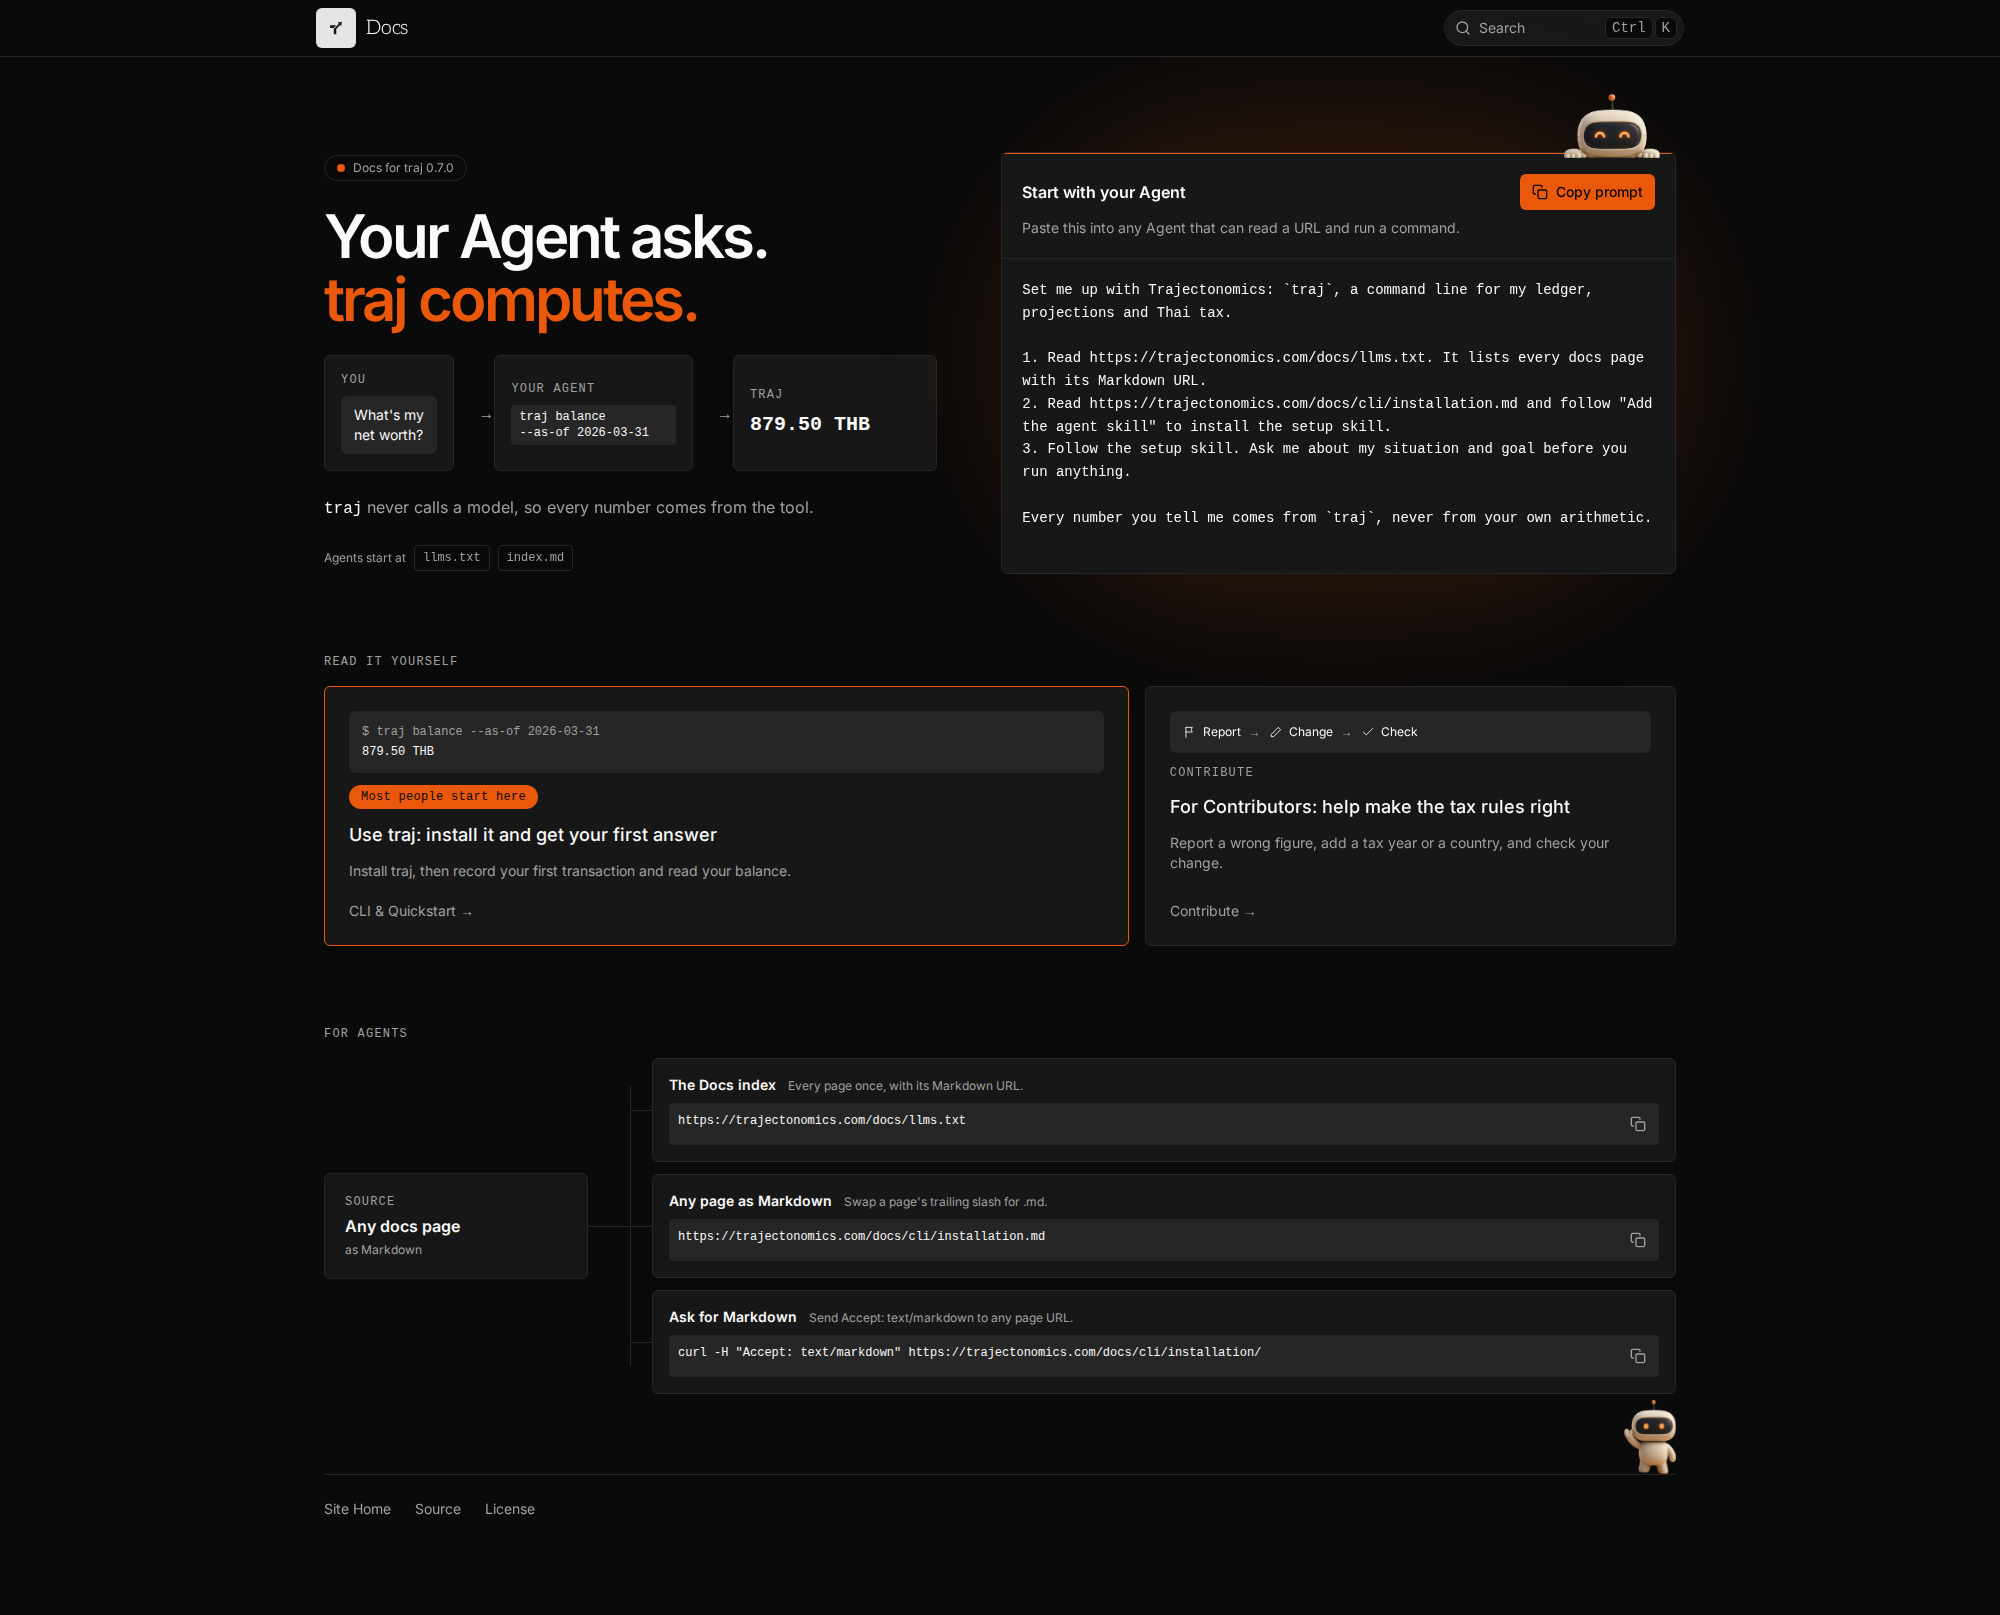 Docs
Search Ctrl K
Docs for traj 0.7.0
Your Agent asks.
traj computes.
YOU
What's my
net worth?
→
YOUR AGENT
traj balance
--as-of 2026-03-31
→
TRAJ
879.50 THB
traj never calls a model, so every number comes from the tool.
Agents start at llms.txt index.md
Start with your Agent
Copy prompt
Paste this into any Agent that can read a URL and run a command.
Set me up with Trajectonomics: `traj`, a command line for my ledger,
projections and Thai tax.
1. Read https://trajectonomics.com/docs/llms.txt. It lists every docs page
with its Markdown URL.
2. Read https://trajectonomics.com/docs/cli/installation.md and follow "Add
the agent skill" to install the setup skill.
3. Follow the setup skill. Ask me about my situation and goal before you
run anything.
Every number you tell me comes from `traj`, never from your own arithmetic.
READ IT YOURSELF
$ traj balance --as-of 2026-03-31
879.50 THB
Most people start here
Use traj: install it and get your first answer
Install traj, then record your first transaction and read your balance.
CLI & Quickstart →
Report → Change → Check
CONTRIBUTE
For Contributors: help make the tax rules right
Report a wrong figure, add a tax year or a country, and check your
change.
Contribute →
FOR AGENTS
SOURCE
Any docs page
as Markdown
The Docs index Every page once, with its Markdown URL.
https://trajectonomics.com/docs/llms.txt
Any page as Markdown Swap a page's trailing slash for .md.
https://trajectonomics.com/docs/cli/installation.md
Ask for Markdown Send Accept: text/markdown to any page URL.
curl -H "Accept: text/markdown" https://trajectonomics.com/docs/cli/installation/
Site Home Source License